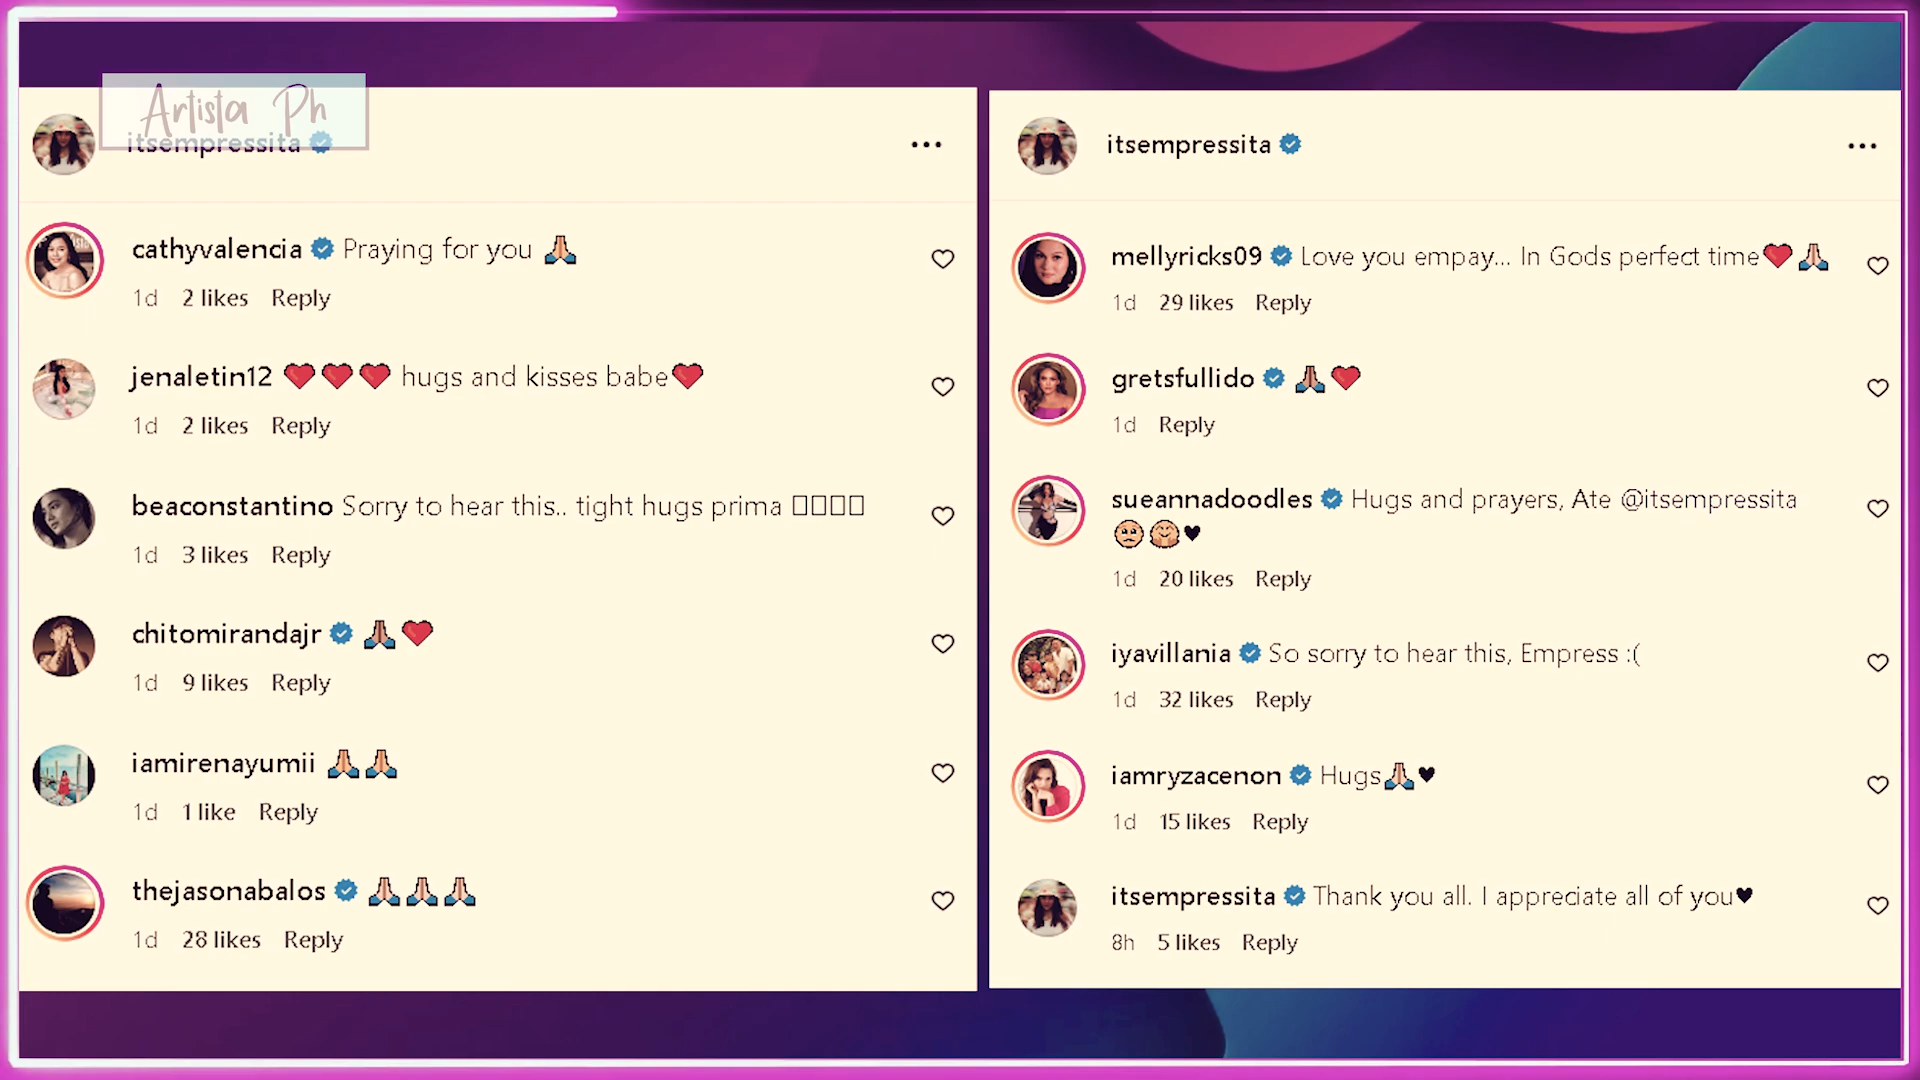 Artista Ph
itsempressita
cathyvalencia Praying for you 🙏
1d 2 likes Reply
jenaletin12 ❤️❤️❤️ hugs and kisses babe❤️
1d 2 likes Reply
beaconstantino Sorry to hear this.. tight hugs prima □□□□
1d 3 likes Reply
chitomirandajr 🙏❤️
1d 9 likes Reply
iamirenayumii 🙏🙏
1d 1 like Reply
thejasonabalos 🙏🙏🙏
1d 28 likes Reply
itsempressita
mellyricks09 Love you empay... In Gods perfect time❤️🙏
1d 29 likes Reply
gretsfullido 🙏❤️
1d Reply
sueannadoodles Hugs and prayers, Ate @itsempressita
🙁🤗♥
1d 20 likes Reply
iyavillania So sorry to hear this, Empress :(
1d 32 likes Reply
iamryzacenon Hugs🙏♥
1d 15 likes Reply
itsempressita Thank you all. I appreciate all of you♥
8h 5 likes Reply